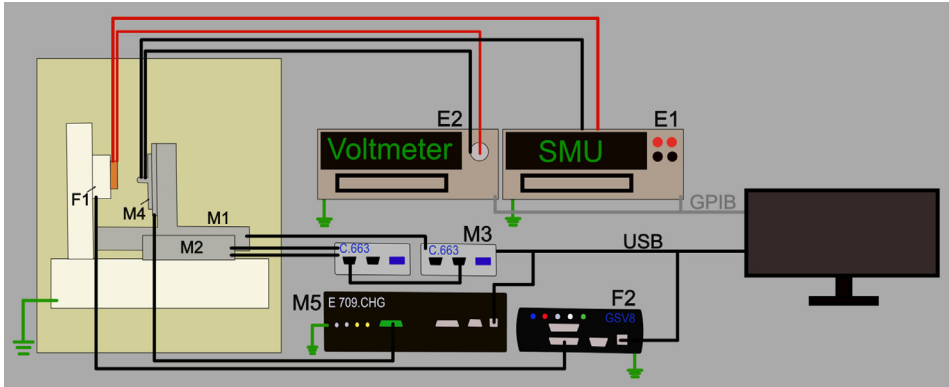 E2
E1
Voltmeter
SMU
F1
M4
M1
GPIB
M2
M3
USB
C.663
C.663
M5
E 709.CHG
F2
GSV8